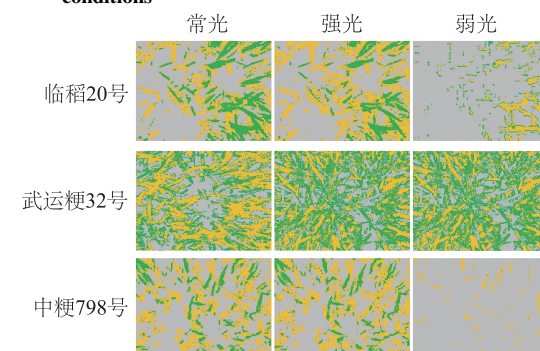 conditions
常光 强光 弱光
临稻20号
武运粳32号
中粳798号